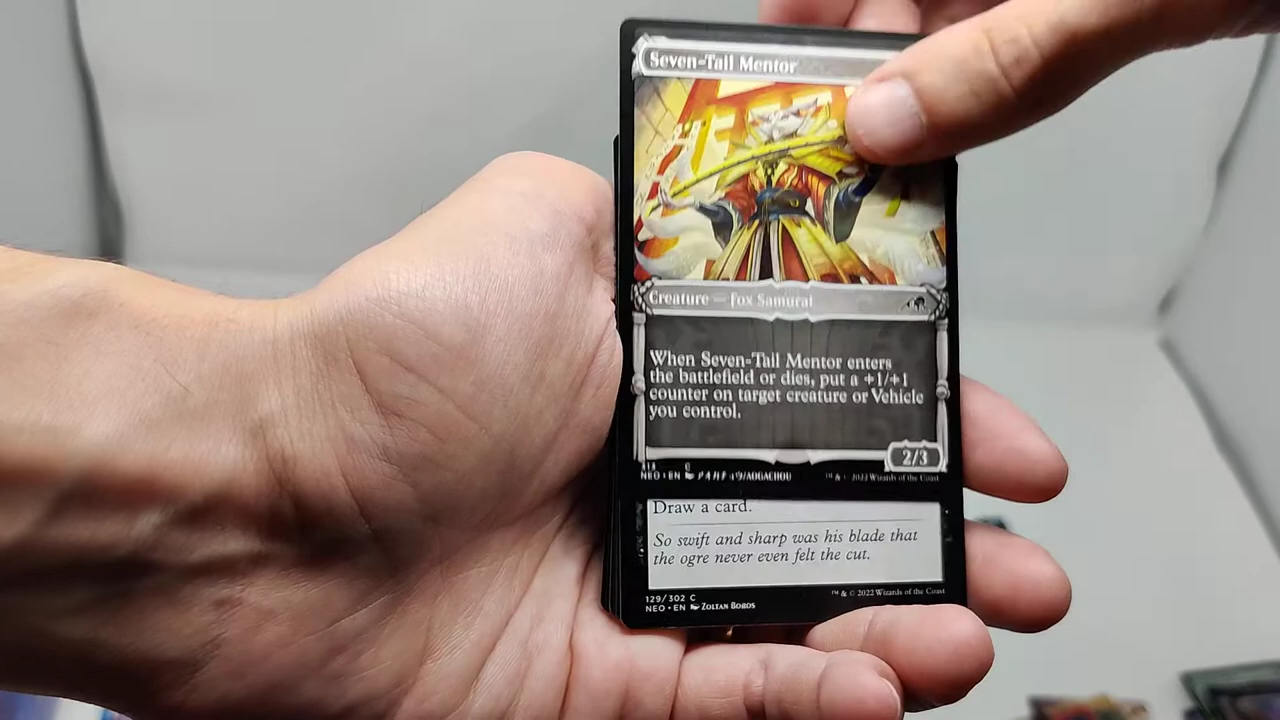 Seven-Tail Mentor
Creature — Fox Samurai
When Seven-Tail Mentor enters
the battlefield or dies, put a +1/+1
counter on target creature or Vehicle
you control.
2/3
NEO • EN
/AOGACHOU
™ & © 2022 Wizards of the Coast
Draw a card.
So swift and sharp was his blade that
the ogre never even felt the cut.
129/302 C
NEO • EN ZOLTAN BOROS
™ & © 2022 Wizards of the Coast